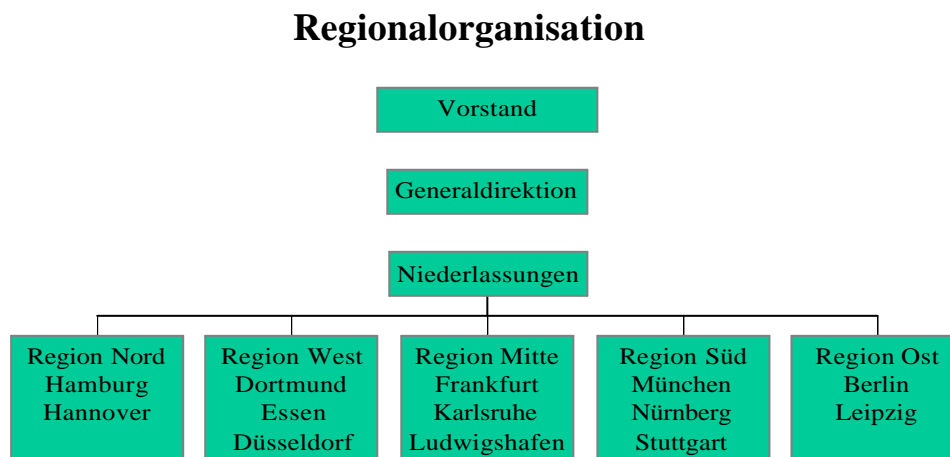 Regionalorganisation
Vorstand
Generaldirektion
Niederlassungen
Region Nord
Hamburg
Hannover
Region West
Dortmund
Essen
Düsseldorf
Region Mitte
Frankfurt
Karlsruhe
Ludwigshafen
Region Süd
München
Nürnberg
Stuttgart
Region Ost
Berlin
Leipzig